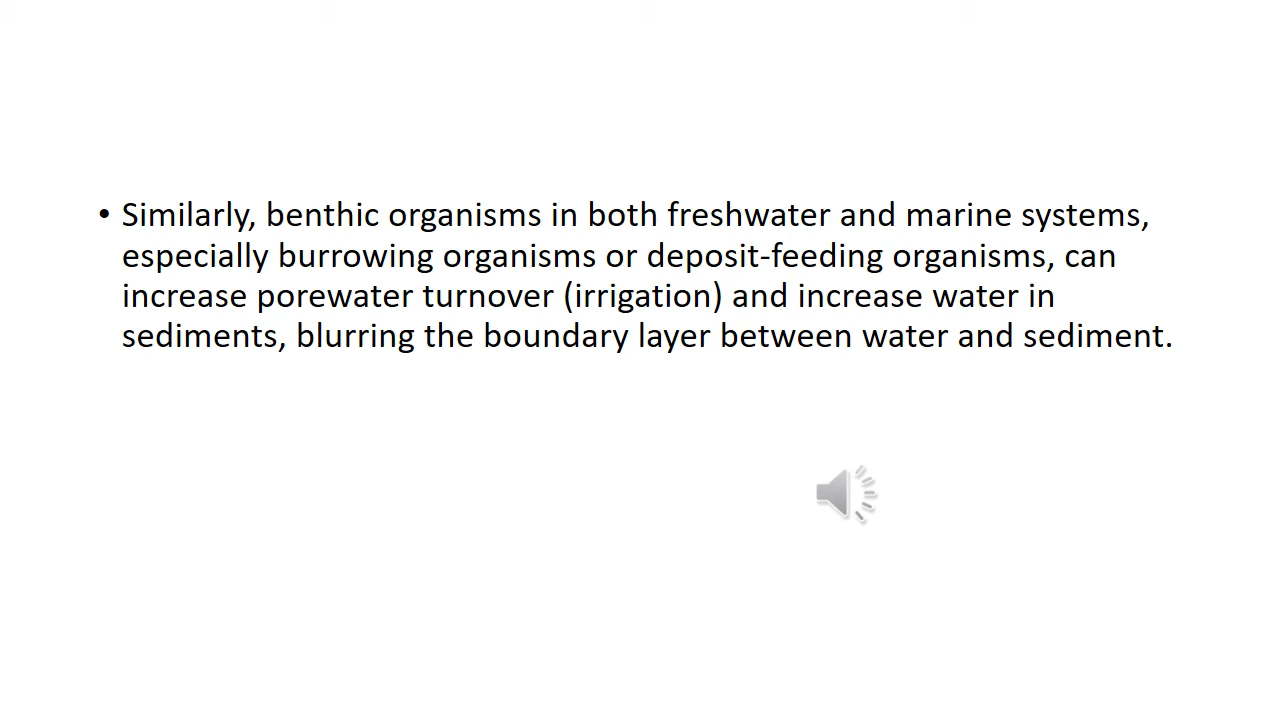 • Similarly, benthic organisms in both freshwater and marine systems,
especially burrowing organisms or deposit-feeding organisms, can
increase porewater turnover (irrigation) and increase water in
sediments, blurring the boundary layer between water and sediment.